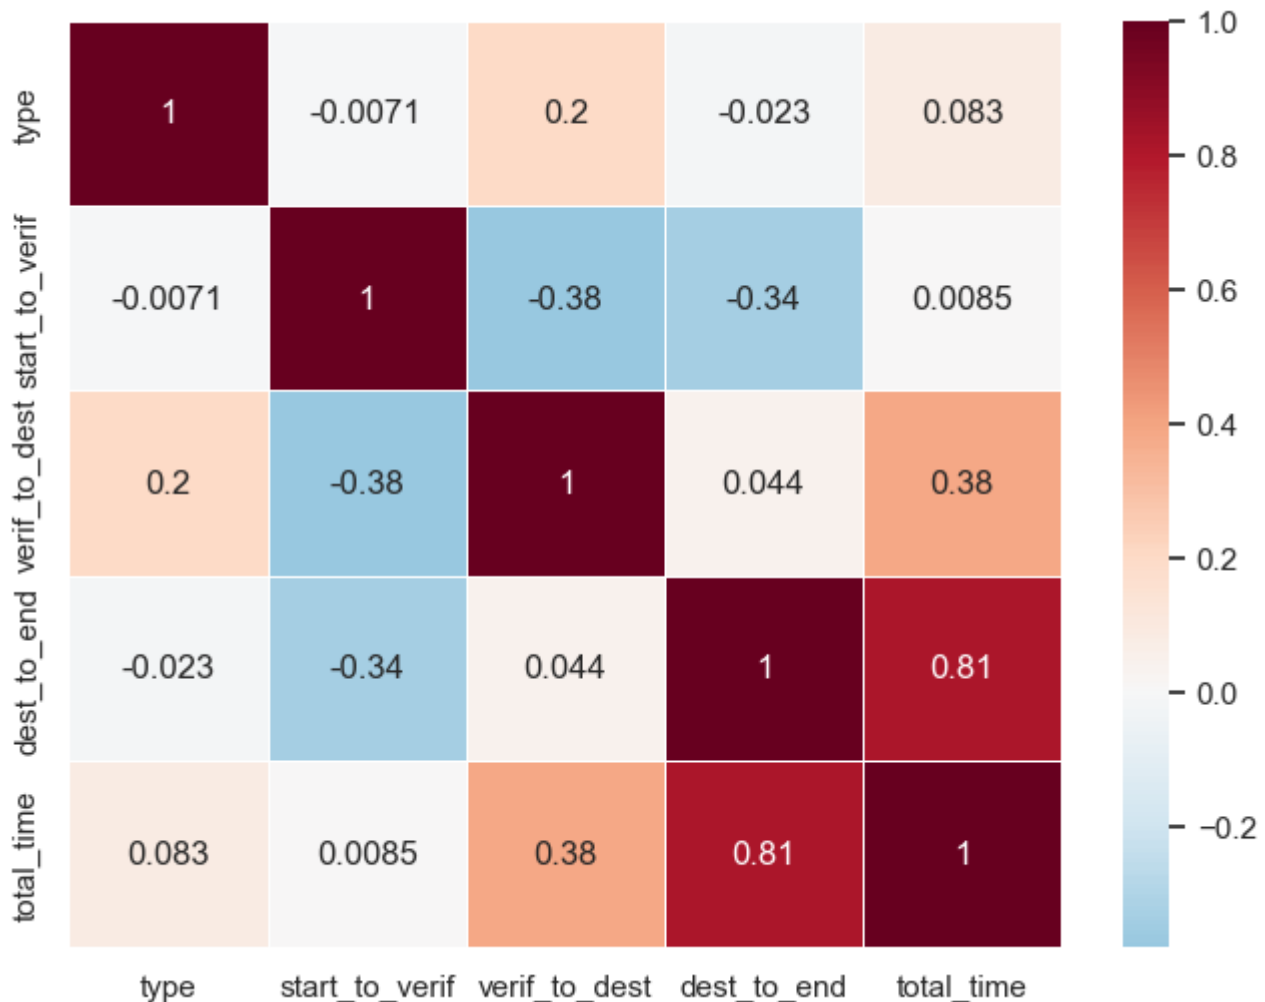 type 1 -0.0071 0.2 -0.023 0.083
start_to_verif -0.0071 1 -0.38 -0.34 0.0085
verif_to_dest 0.2 -0.38 1 0.044 0.38
dest_to_end -0.023 -0.34 0.044 1 0.81
total_time 0.083 0.0085 0.38 0.81 1
type start_to_verif verif_to_dest dest_to_end total_time
1.0
0.8
0.6
0.4
0.2
0.0
−0.2